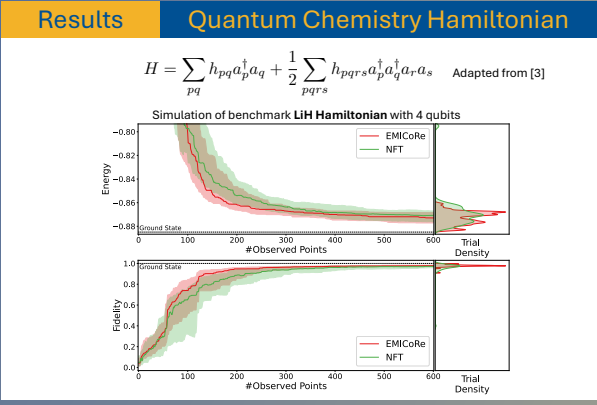 Results
Quantum Chemistry Hamiltonian
H = ∑_{pq} h_{pq} a†_p a_q + 1/2 ∑_{pqrs} h_{pqrs} a†_p a†_q a_r a_s
Adapted from [3]
Simulation of benchmark LiH Hamiltonian with 4 qubits
Energy
−0.80
−0.82
−0.84
−0.86
−0.88
EMICoRe
NFT
Ground State
0 100 200 300 400 500 600
#Observed Points
Trial
Density
Fidelity
1.0
0.8
0.6
0.4
0.2
0.0
Ground State
EMICoRe
NFT
0 100 200 300 400 500 600
#Observed Points
Trial
Density